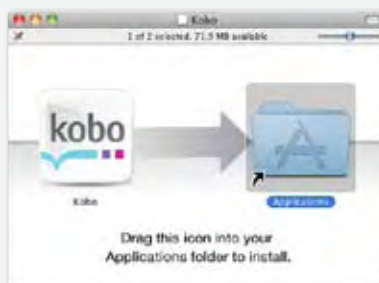 Kobo
1 of 2 selected, 71.9 MB available
kobo
Kobo
Applications
Drag this icon into your
Applications folder to install.